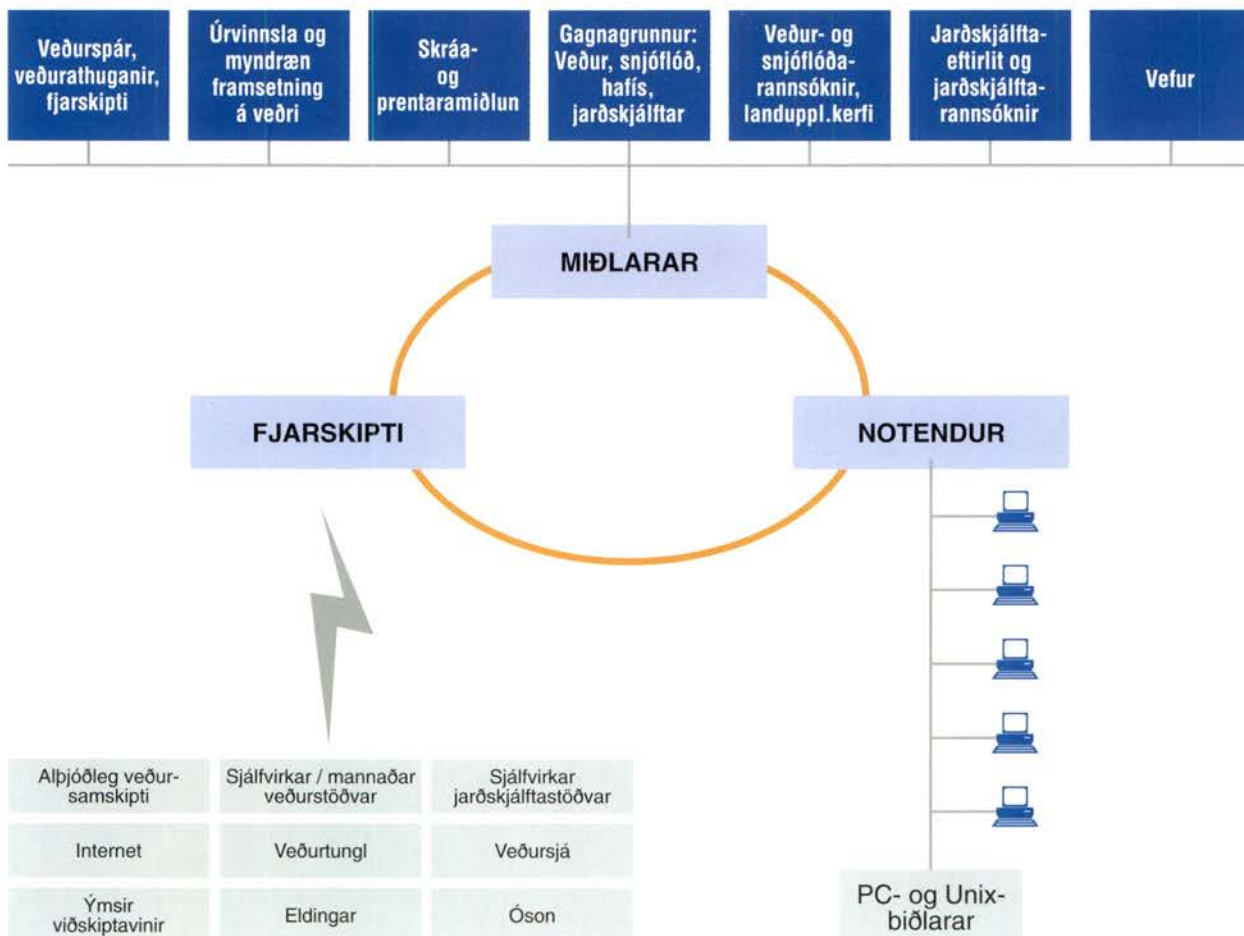 Veðurspár,
veðurathuganir,
fjarskipti
Úrvinnsla og
myndræn
framsetning
á veðri
Skráa-
og
prentaramiðlun
Gagnagrunnur:
Veður, snjóflóð,
hafís,
jarðskjálftar
Veður- og
snjóflóða-
rannsóknir,
landuppl.kerfi
Jarðskjálfta-
eftirlit og
jarðskjálfta-
rannsóknir
Vefur
MIÐLARAR
FJARSKIPTI
NOTENDUR
Alþjóðleg veður-
samskipti
Sjálfvirkar / mannaðar
veðurstöðvar
Sjálfvirkar
jarðskjálftastöðvar
Internet
Veðurtungl
Veðursjá
Ýmsir
viðskiptavinir
Eldingar
Óson
PC- og Unix-
biðlarar